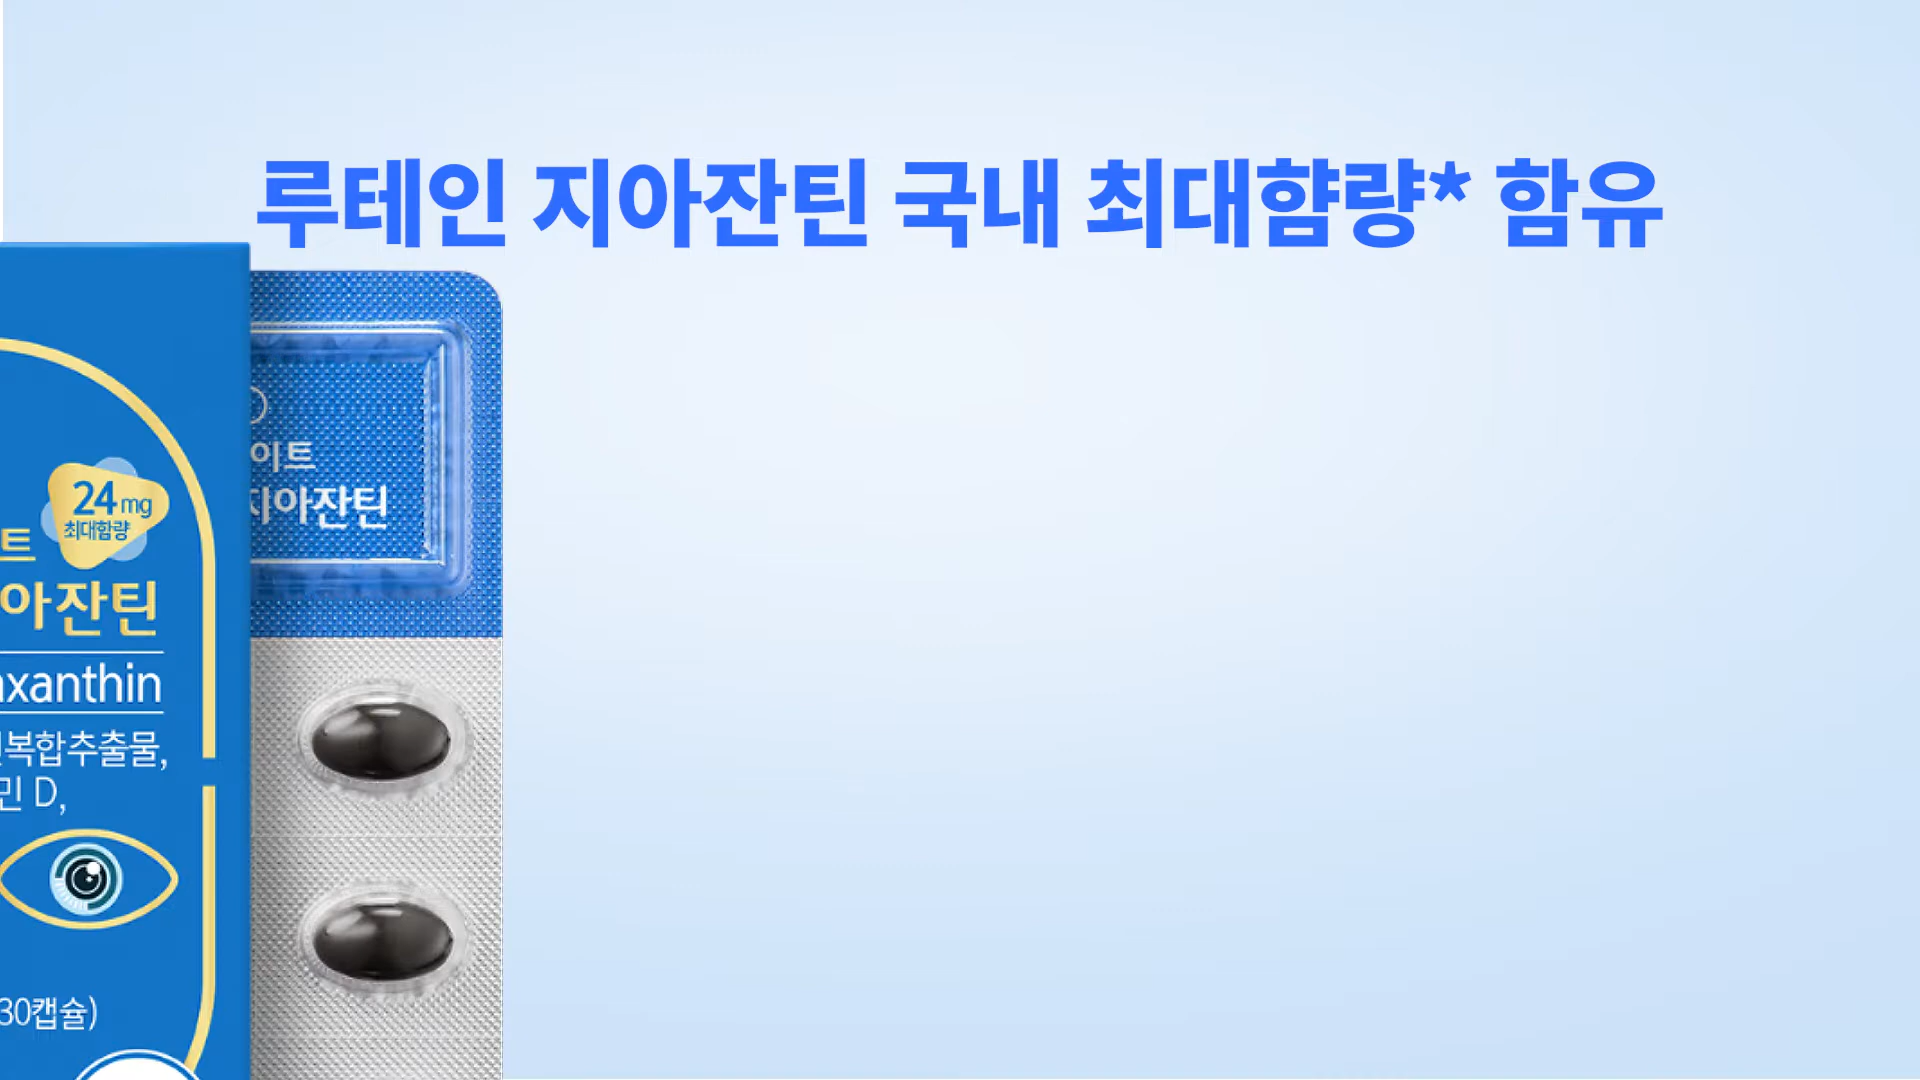 루테인 지아잔틴 국내 최대햠량* 함유
이트
지아잔틴
24mg
최대함량
트
아잔틴
xanthin
복합추출물,
민 D,
30캡슐)